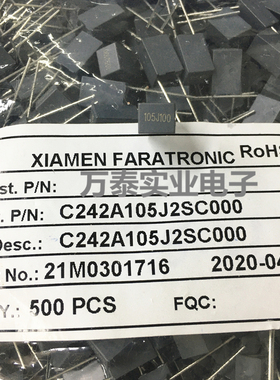 105J100
XIAMEN FARATRONIC RoHS
st. P/N:
万泰实业电子
. P/N: C242A105J2SC000
Desc.: C242A105J2SC000
No.: 21M0301716 2020-04
Y.: 500 PCS FQC: